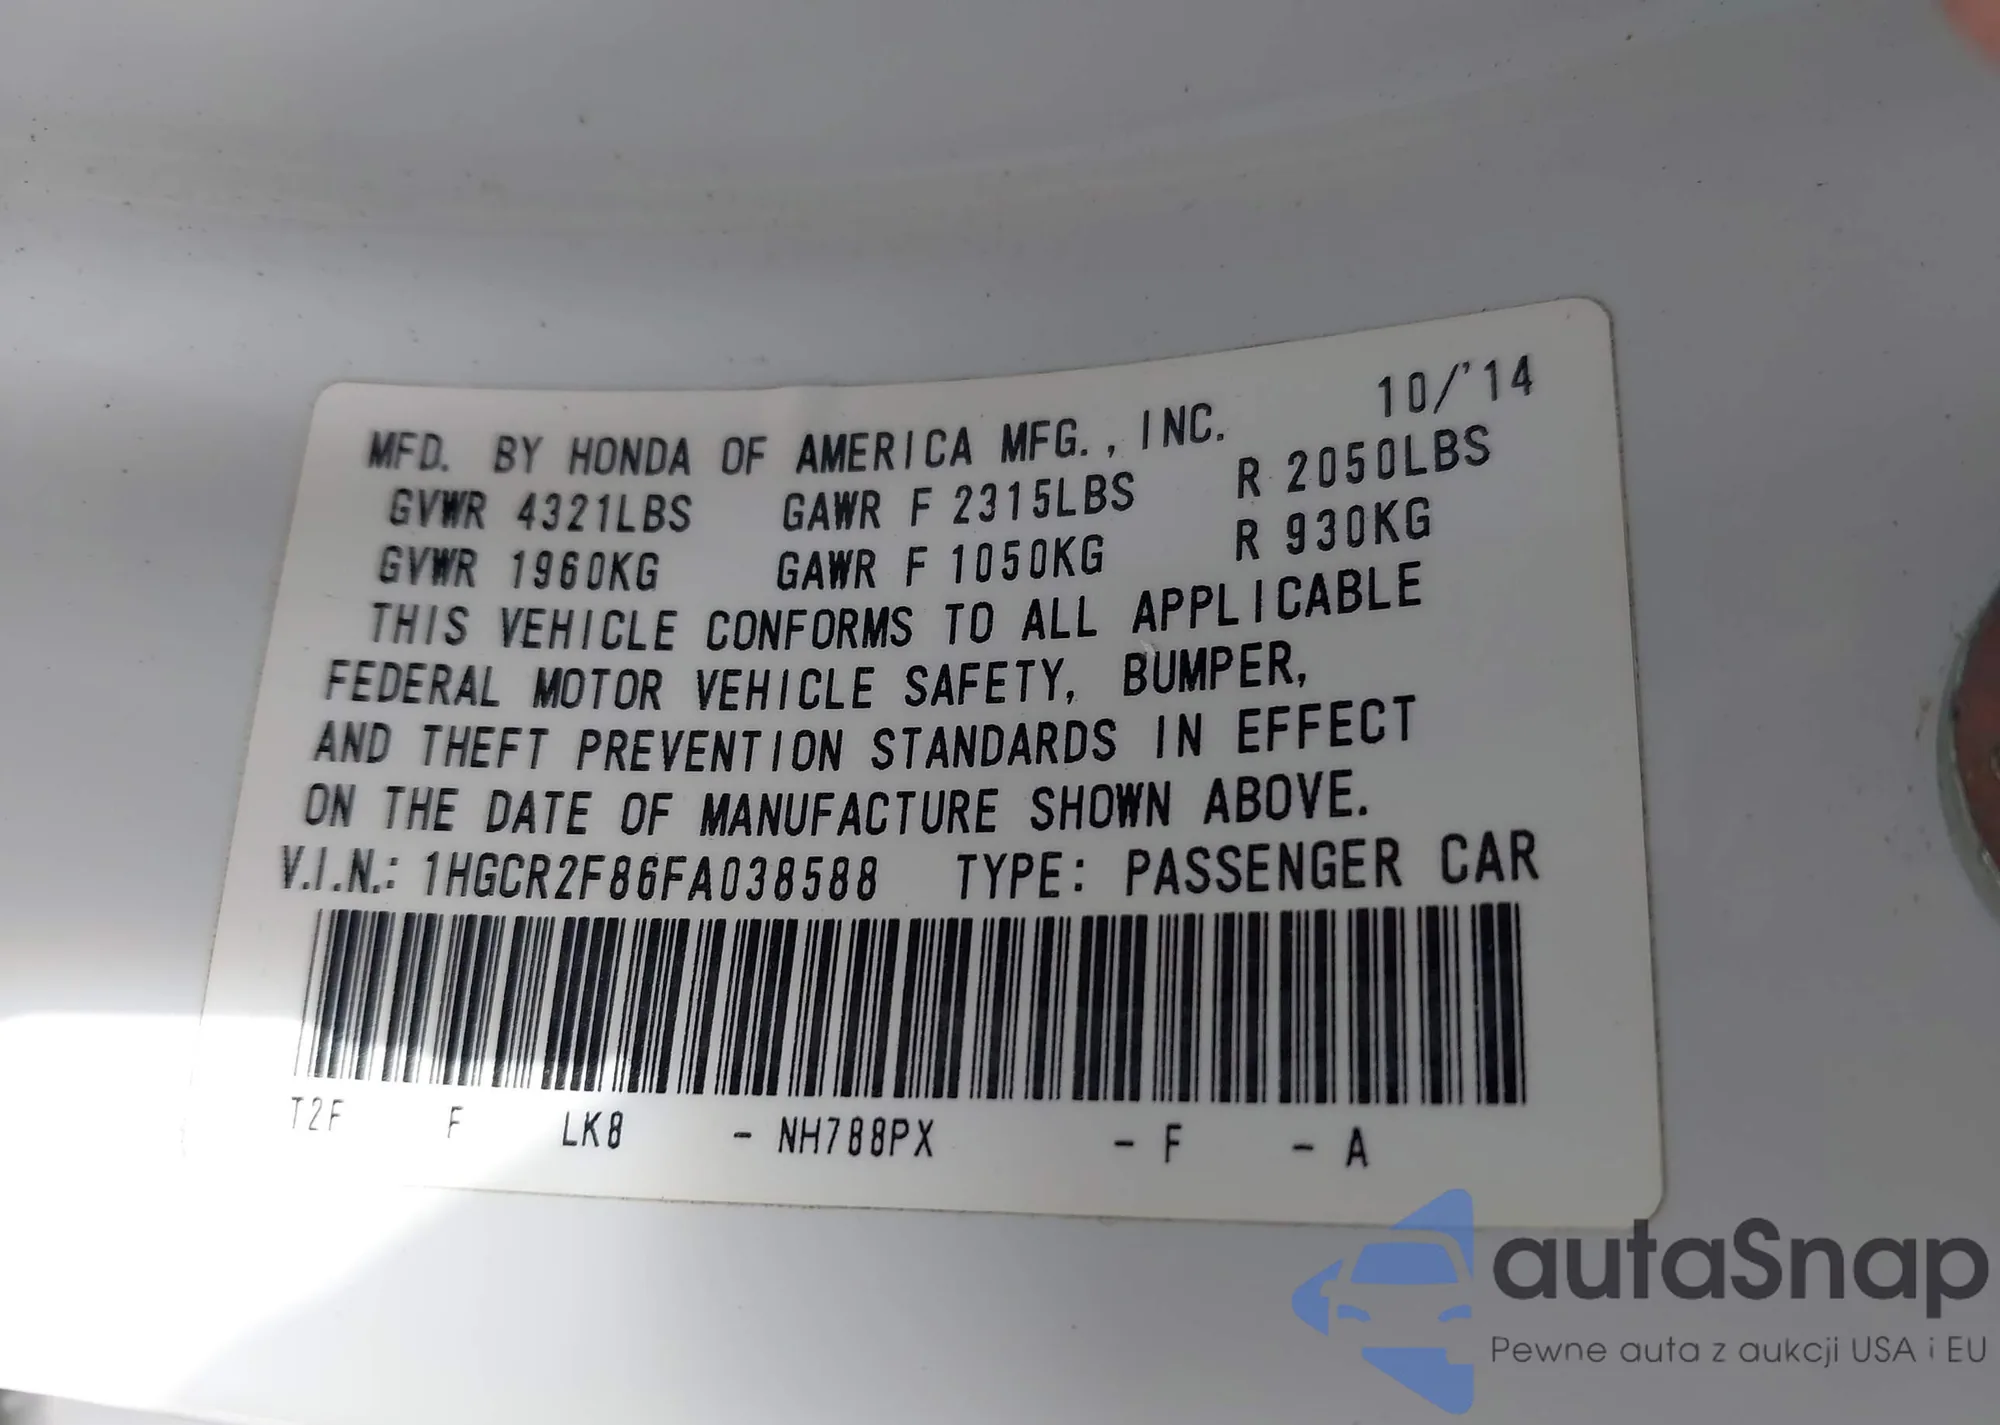 10/'14
MFD. BY HONDA OF AMERICA MFG., INC.
GVWR 4321LBS GAWR F 2315LBS R 2050LBS
GVWR 1960KG GAWR F 1050KG R 930KG
THIS VEHICLE CONFORMS TO ALL APPLICABLE
FEDERAL MOTOR VEHICLE SAFETY, BUMPER,
AND THEFT PREVENTION STANDARDS IN EFFECT
ON THE DATE OF MANUFACTURE SHOWN ABOVE.
V.I.N.: 1HGCR2F86FA038588 TYPE: PASSENGER CAR
T2F F LK8 - NH788PX - F - A
autaSnap
Pewne auta z aukcji USA i EU